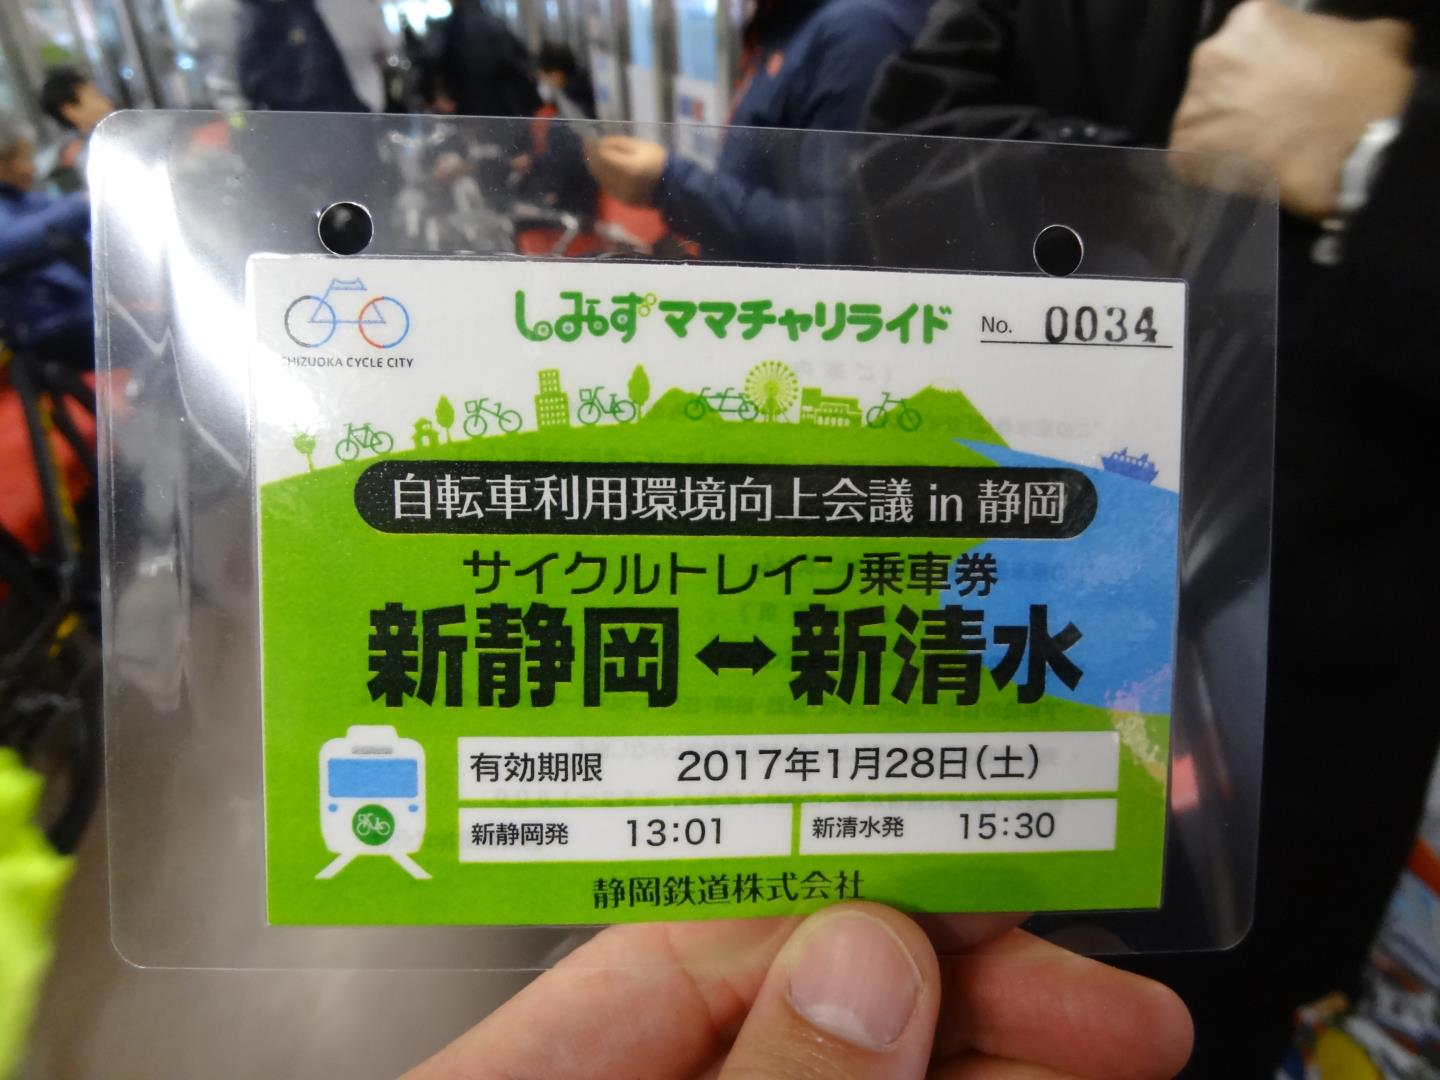 SHIZUOKA CYCLE CITY
しみずママチャリライド
No. 0034
自転車利用環境向上会議 in 静岡
サイクルトレイン乗車券
新静岡↔新清水
有効期限 2017年1月28日(土)
新静岡発 13:01 新清水発 15:30
静岡鉄道株式会社